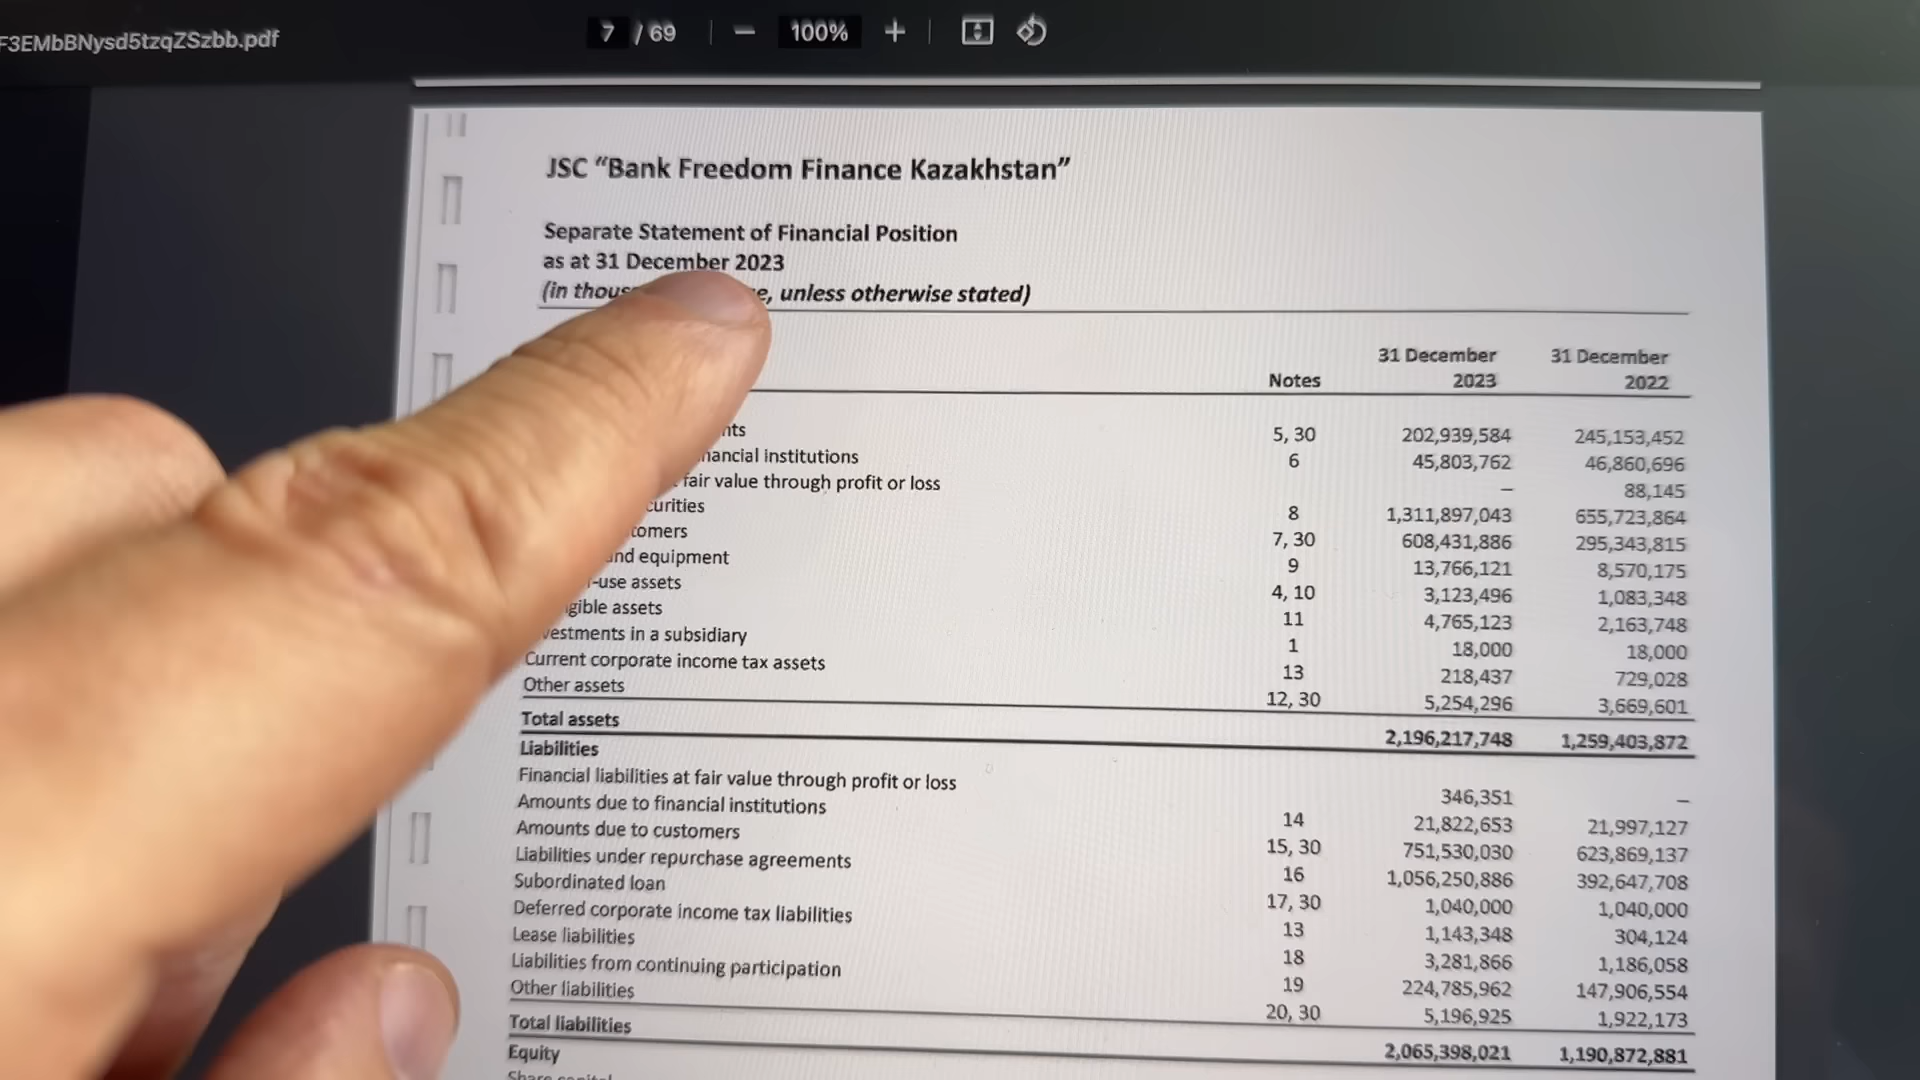 F3EMbBNysd5tzqZSzbb.pdf 7 / 69 — 100% +
JSC “Bank Freedom Finance Kazakhstan”
Separate Statement of Financial Position
as at 31 December 2023
(in , unless otherwise stated)
31 December 31 December
Notes 2023 2022
5, 30 202,939,584 245,153,452
institutions 6 45,803,762 46,860,696
fair value through profit or loss – 88,145
8 1,311,897,043 655,723,864
7, 30 608,431,886 295,343,815
equipment 9 13,766,121 8,570,175
-use assets 4, 10 3,123,496 1,083,348
assets 11 4,765,123 2,163,748
in a subsidiary 1 18,000 18,000
Current corporate income tax assets 13 218,437 729,028
Other assets 12, 30 5,254,296 3,669,601
Total assets 2,196,217,748 1,259,403,872
Liabilities
Financial liabilities at fair value through profit or loss 346,351 –
Amounts due to financial institutions 14 21,822,653 21,997,127
Amounts due to customers 15, 30 751,530,030 623,869,137
Liabilities under repurchase agreements 16 1,056,250,886 392,647,708
Subordinated loan 17, 30 1,040,000 1,040,000
Deferred corporate income tax liabilities 13 1,143,348 304,124
Lease liabilities 18 3,281,866 1,186,058
Liabilities from continuing participation 19 224,785,962 147,906,554
Other liabilities 20, 30 5,196,925 1,922,173
Total liabilities 2,065,398,021 1,190,872,881
Equity